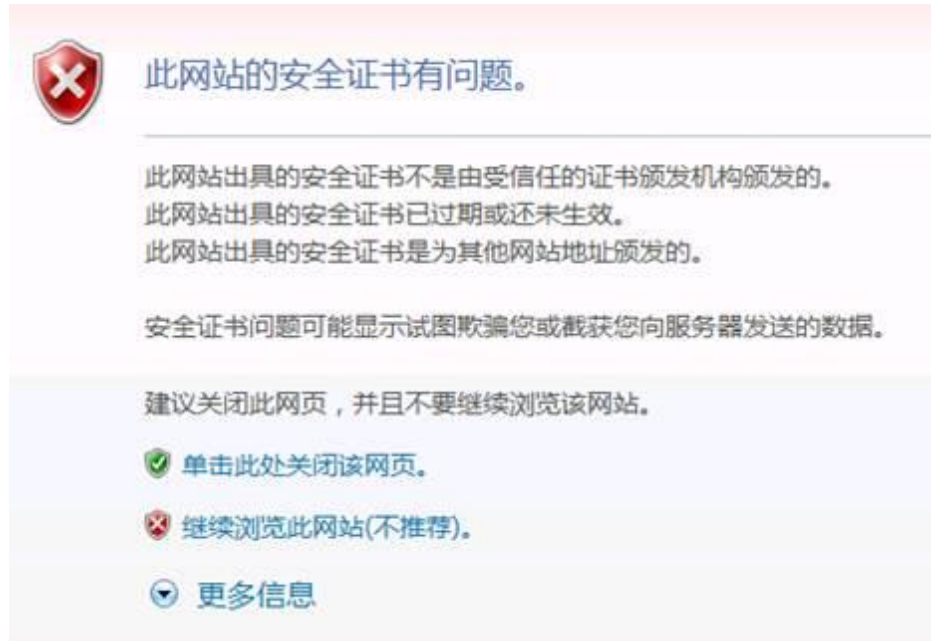 此网站的安全证书有问题。
此网站出具的安全证书不是由受信任的证书颁发机构颁发的。
此网站出具的安全证书已过期或还未生效。
此网站出具的安全证书是为其他网站地址颁发的。
安全证书问题可能显示试图欺骗您或截获您向服务器发送的数据。
建议关闭此网页，并且不要继续浏览该网站。
单击此处关闭该网页。
继续浏览此网站(不推荐)。
更多信息